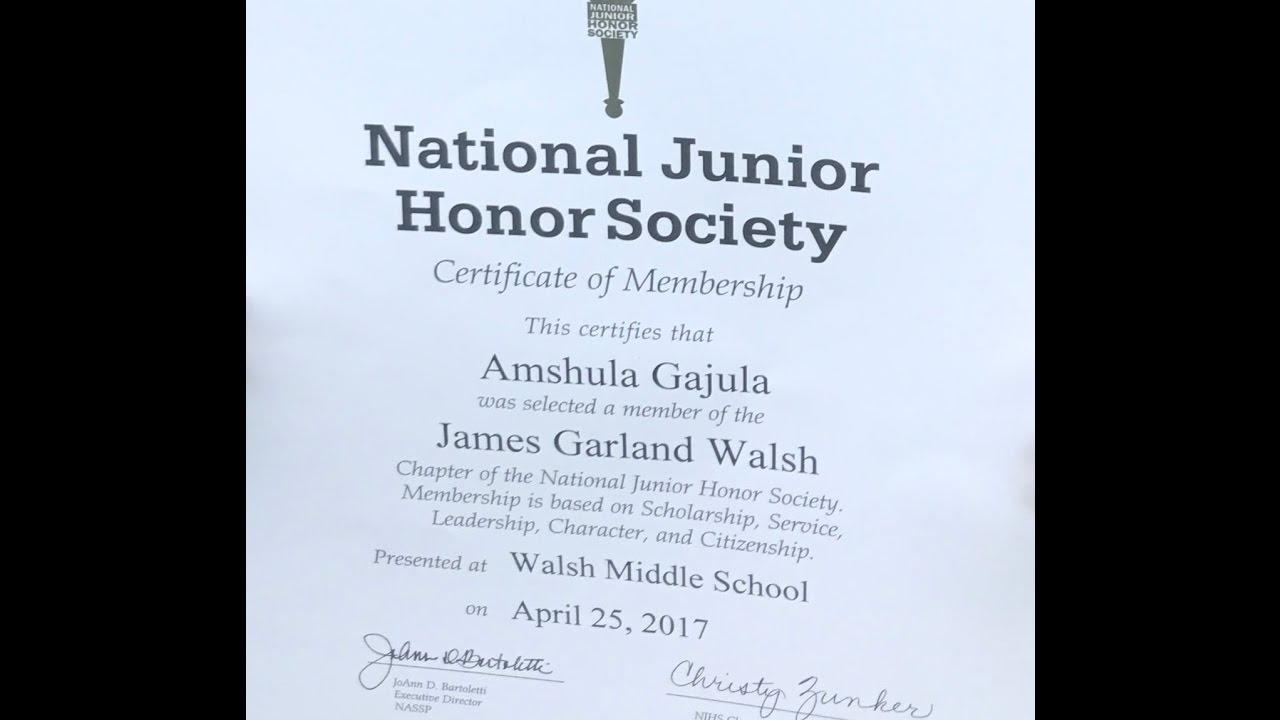 NATIONAL
JUNIOR
HONOR
SOCIETY
National Junior
Honor Society
Certificate of Membership
This certifies that
Amshula Gajula
was selected a member of the
James Garland Walsh
Chapter of the National Junior Honor Society.
Membership is based on Scholarship, Service,
Leadership, Character, and Citizenship.
Presented at Walsh Middle School
on April 25, 2017
JoAnn D Bartoletti
Christy Zunker
JoAnn D. Bartoletti
Executive Director
NASSP
NJHS